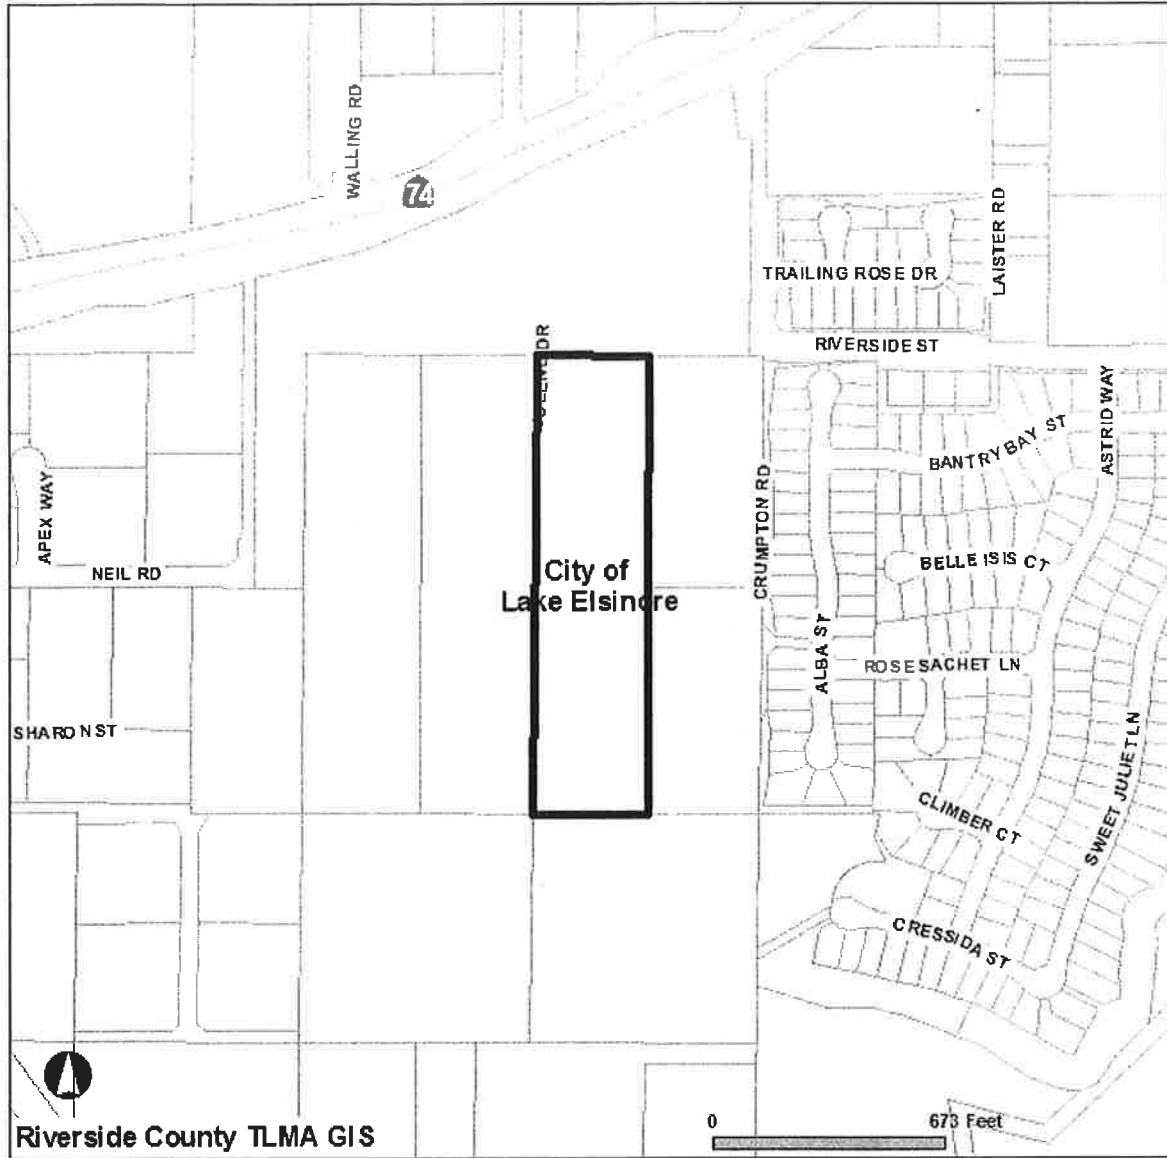 WALLING RD
74
TRAILING ROSE DR
LAISTER RD
RIVERSIDE ST
DR
ASTRID WAY
BANTRY BAY ST
APEX WAY
CRUMPTON RD
NEIL RD
BELLE ISIS CT
City of
Lake Elsinore
ALBA ST
ROSE SACHET LN
SHARON ST
SWEET JULIET LN
CLIMBER CT
CRESSIDA ST
0
673 Feet
Riverside County TLMA GIS